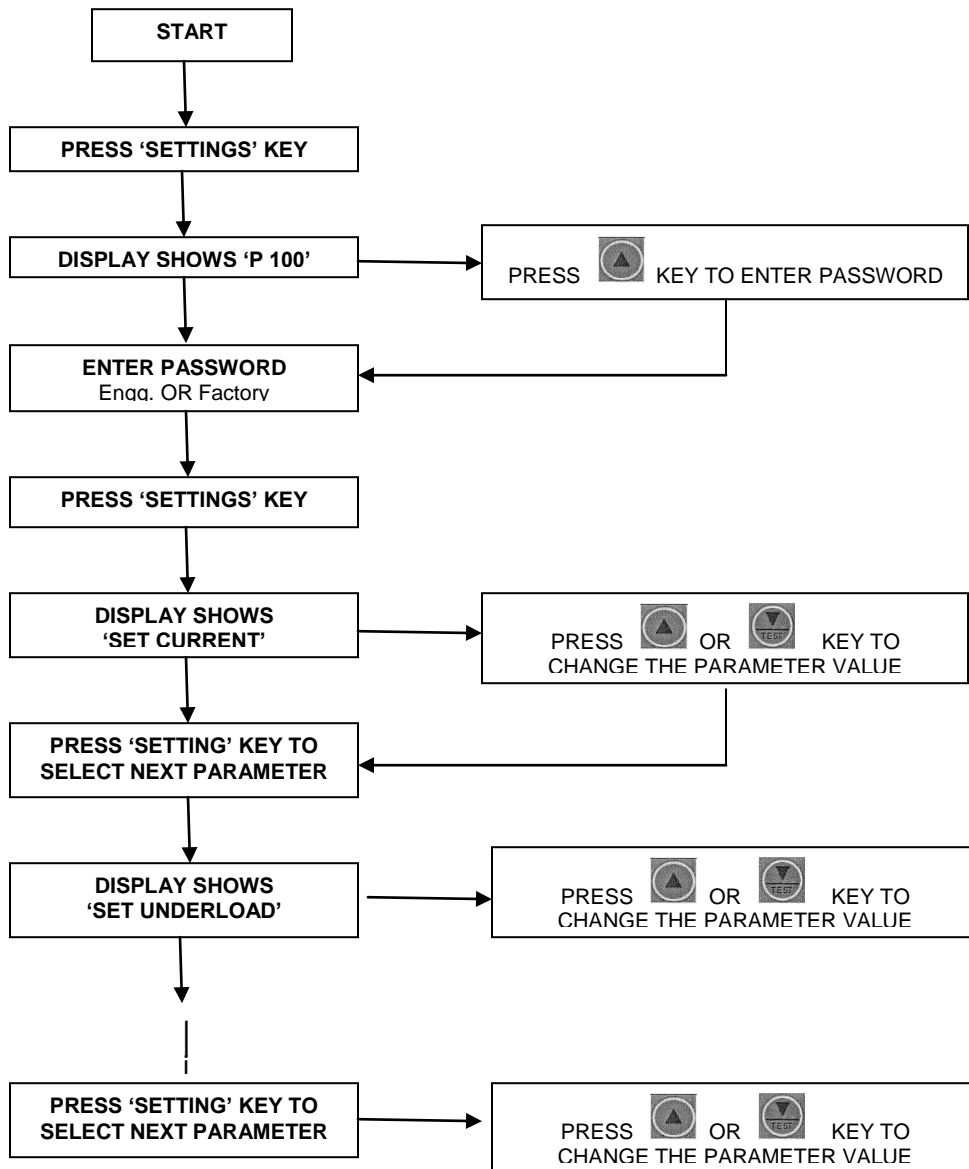 START
PRESS ‘SETTINGS’ KEY
DISPLAY SHOWS ‘P 100’
PRESS KEY TO ENTER PASSWORD
ENTER PASSWORD
Engg. OR Factory
PRESS ‘SETTINGS’ KEY
DISPLAY SHOWS
‘SET CURRENT’
PRESS OR TEST KEY TO
CHANGE THE PARAMETER VALUE
PRESS ‘SETTING’ KEY TO
SELECT NEXT PARAMETER
DISPLAY SHOWS
‘SET UNDERLOAD’
PRESS OR TEST KEY TO
CHANGE THE PARAMETER VALUE
PRESS ‘SETTING’ KEY TO
SELECT NEXT PARAMETER
PRESS OR TEST KEY TO
CHANGE THE PARAMETER VALUE